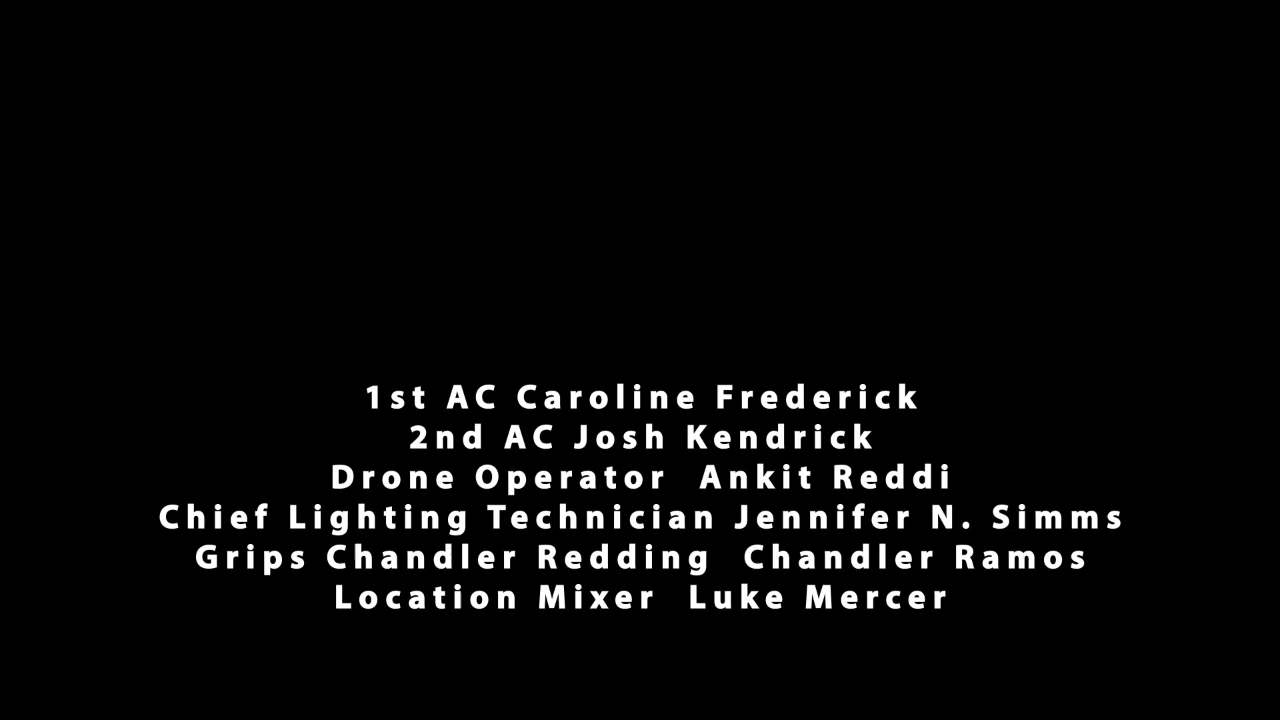 1st AC Caroline Frederick
2nd AC Josh Kendrick
Drone Operator  Ankit Reddi
Chief Lighting Technician Jennifer N. Simms
Grips Chandler Redding  Chandler Ramos
Location Mixer  Luke Mercer